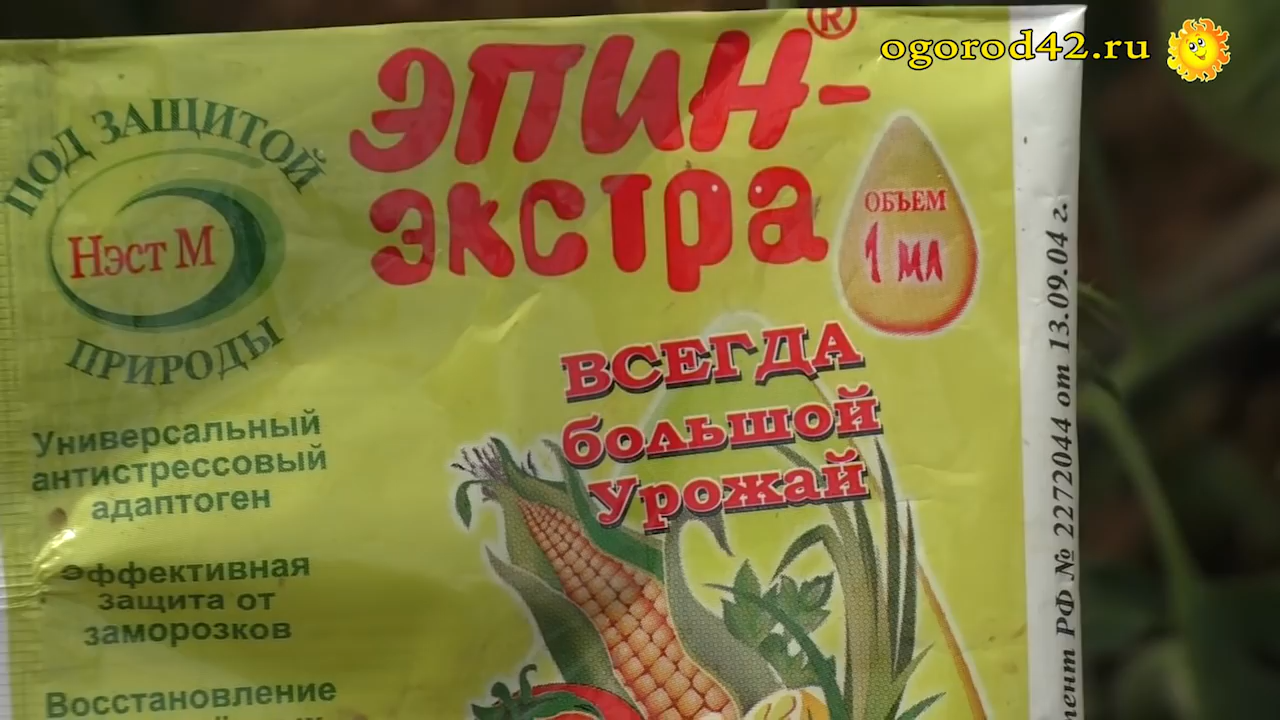 ogorod42.ru
ЭПИН-®
ЭКСТРА
ПОД ЗАЩИТОЙ
Нэст М
ПРИРОДЫ
ОБЪЕМ
1 мл
ВСЕГДА
большой
Урожай
Универсальный
антистрессовый
адаптоген
Эффективная
защита от
заморозков
Восстановление
РФ № 2272044 от 13.09.04 г.